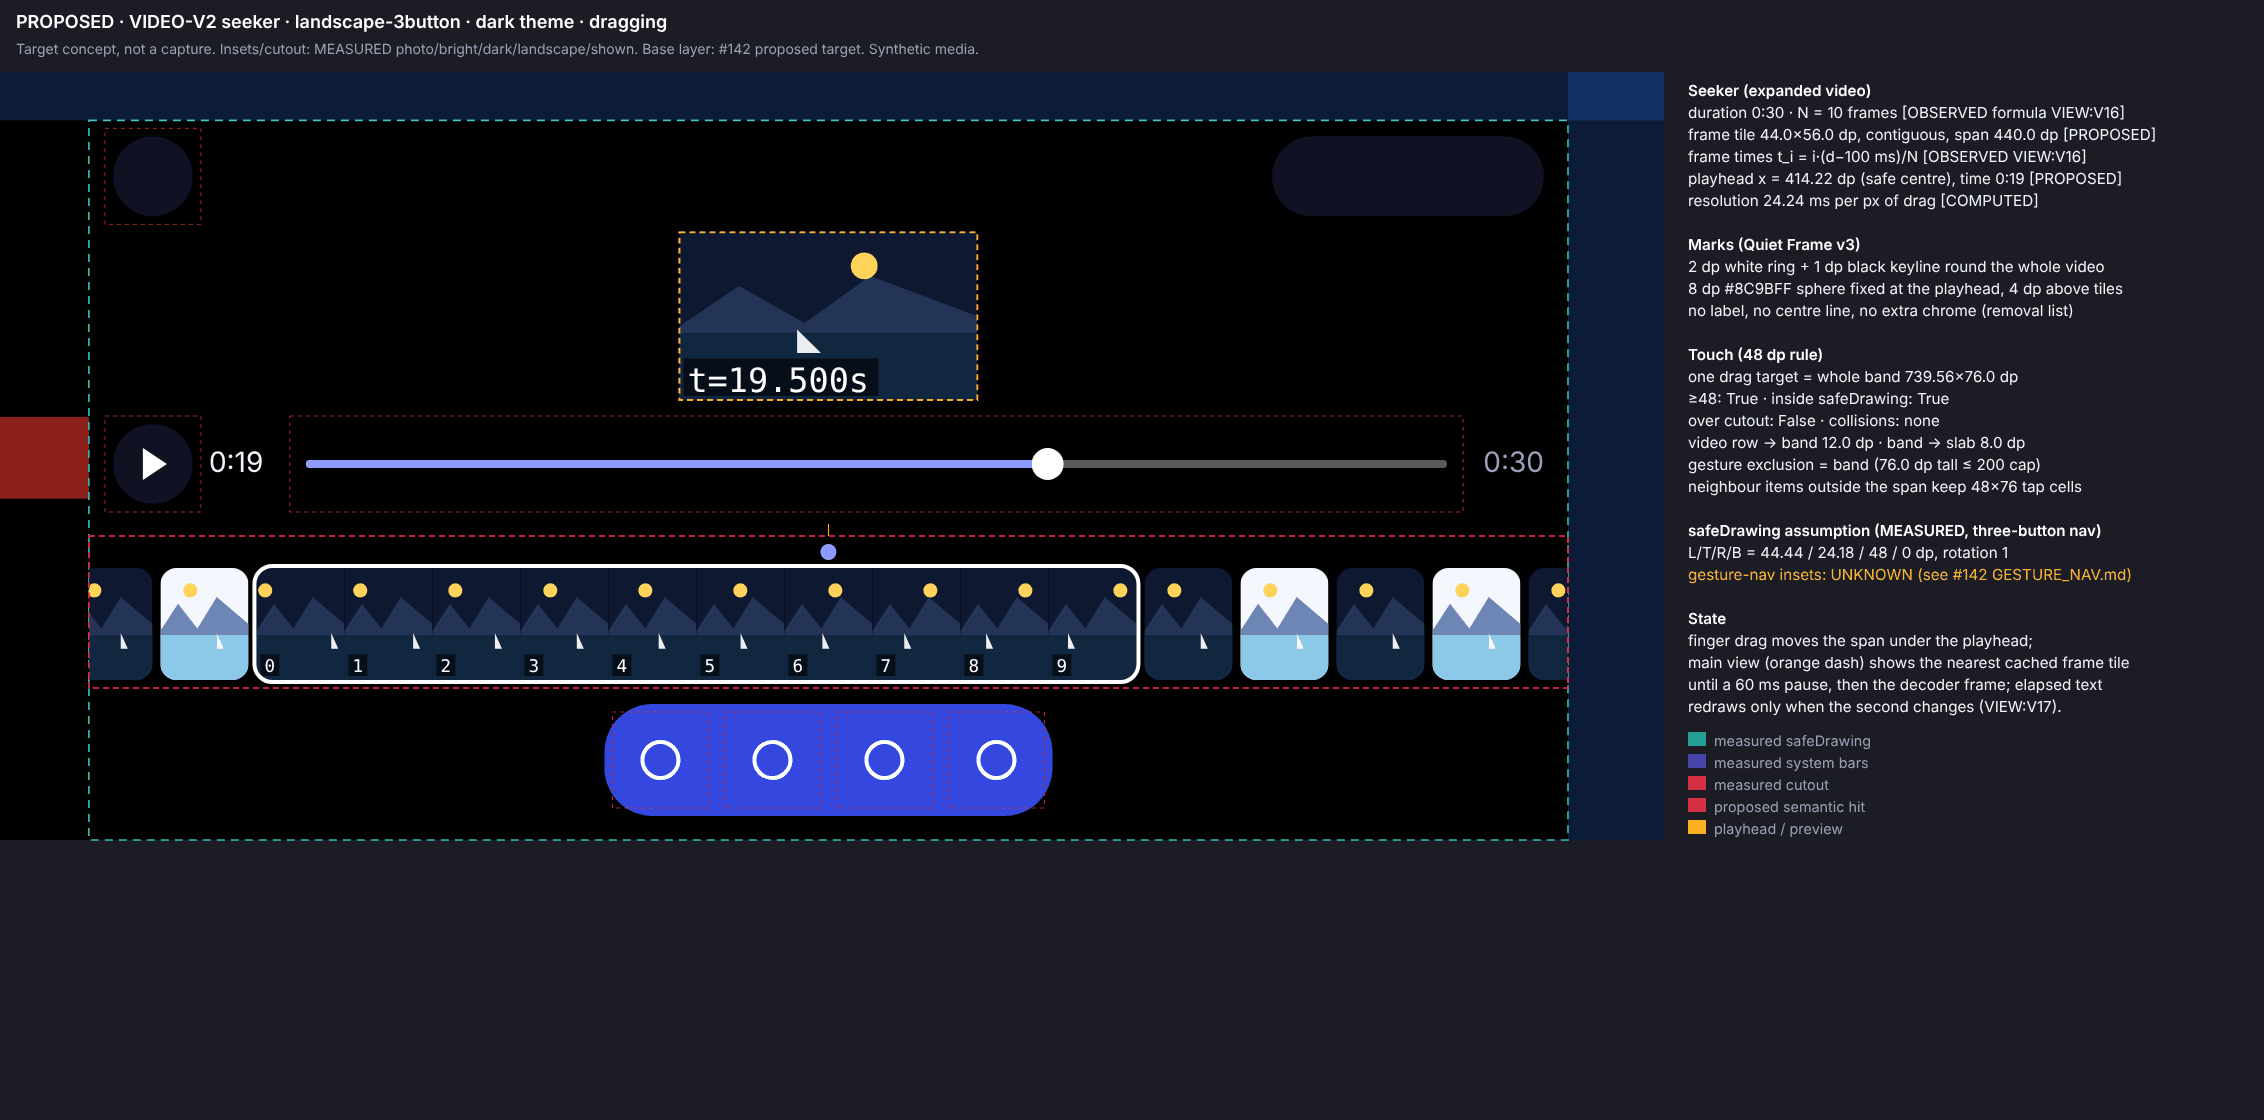 PROPOSED · VIDEO-V2 seeker · landscape-3button · dark theme · dragging
Target concept, not a capture. Insets/cutout: MEASURED photo/bright/dark/landscape/shown. Base layer: #142 proposed target. Synthetic media.
t=19.500s
0:19
0:30
0 1 2 3 4 5 6 7 8 9
Seeker (expanded video)
duration 0:30 · N = 10 frames [OBSERVED formula VIEW:V16]
frame tile 44.0×56.0 dp, contiguous, span 440.0 dp [PROPOSED]
frame times t_i = i·(d−100 ms)/N [OBSERVED VIEW:V16]
playhead x = 414.22 dp (safe centre), time 0:19 [PROPOSED]
resolution 24.24 ms per px of drag [COMPUTED]
Marks (Quiet Frame v3)
2 dp white ring + 1 dp black keyline round the whole video
8 dp #8C9BFF sphere fixed at the playhead, 4 dp above tiles
no label, no centre line, no extra chrome (removal list)
Touch (48 dp rule)
one drag target = whole band 739.56×76.0 dp
≥48: True · inside safeDrawing: True
over cutout: False · collisions: none
video row → band 12.0 dp · band → slab 8.0 dp
gesture exclusion = band (76.0 dp tall ≤ 200 cap)
neighbour items outside the span keep 48×76 tap cells
safeDrawing assumption (MEASURED, three-button nav)
L/T/R/B = 44.44 / 24.18 / 48 / 0 dp, rotation 1
gesture-nav insets: UNKNOWN (see #142 GESTURE_NAV.md)
State
finger drag moves the span under the playhead;
main view (orange dash) shows the nearest cached frame tile
until a 60 ms pause, then the decoder frame; elapsed text
redraws only when the second changes (VIEW:V17).
measured safeDrawing
measured system bars
measured cutout
proposed semantic hit
playhead / preview